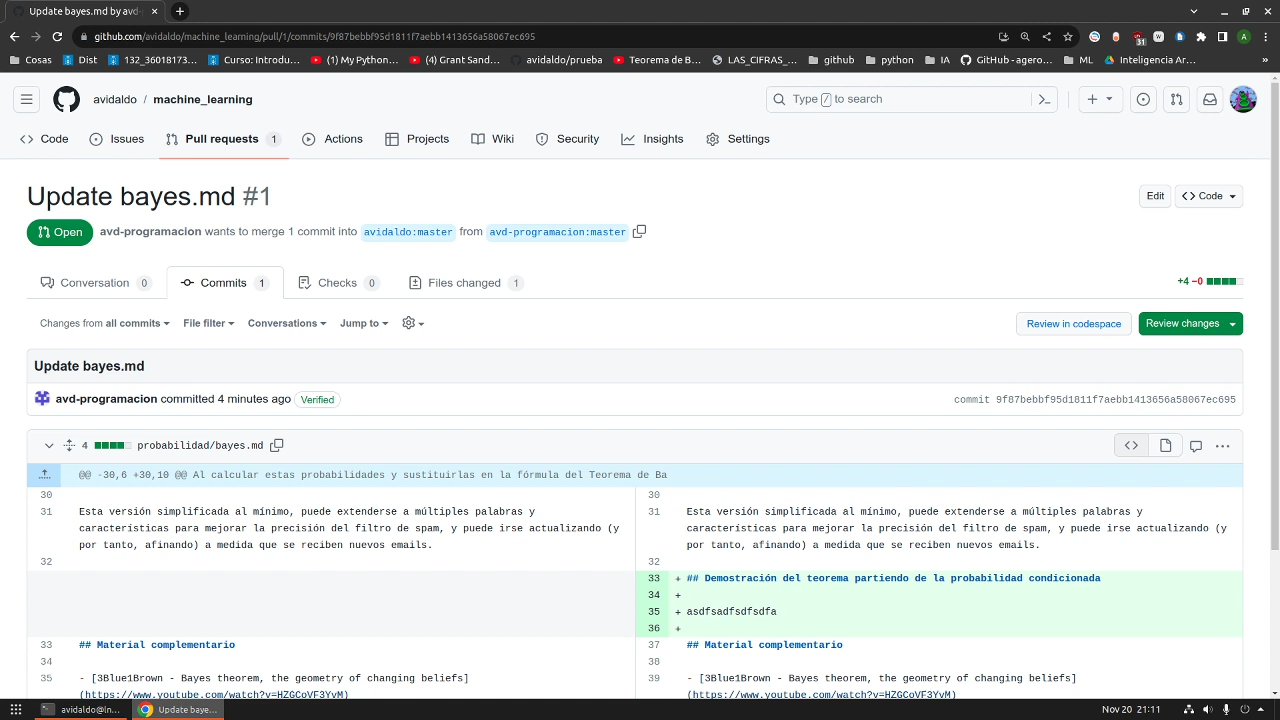 Update bayes.md by avd-
github.com/avidaldo/machine_learning/pull/1/commits/9f87bebbf95d1811f7aebb1413656a58067ec695
31
A
Cosas
Dist
132_36018173...
Curso: Introdu...
(1) My Python...
(4) Grant Sand...
avidaldo/prueba
Teorema de B...
LAS_CIFRAS_...
github
python
IA
GitHub - agero...
ML
Inteligencia Ar...
»
avidaldo / machine_learning
Type / to search
Code
Issues
Pull requests 1
Actions
Projects
Wiki
Security
Insights
Settings
Update bayes.md #1
Edit
<> Code
Open
avd-programacion wants to merge 1 commit into avidaldo:master from avd-programacion:master
Conversation 0
Commits 1
Checks 0
Files changed 1
+4 −0
Changes from all commits
File filter
Conversations
Jump to
Review in codespace
Review changes
Update bayes.md
avd-programacion committed 4 minutes ago Verified
commit 9f87bebbf95d1811f7aebb1413656a58067ec695
4 probabilidad/bayes.md
@@ -30,6 +30,10 @@ Al calcular estas probabilidades y sustituirlas en la fórmula del Teorema de Ba
30
31 Esta versión simplificada al mínimo, puede extenderse a múltiples palabras y
características para mejorar la precisión del filtro de spam, y puede irse actualizando (y
por tanto, afinando) a medida que se reciben nuevos emails.
32
33 ## Material complementario
34
35 - [3Blue1Brown - Bayes theorem, the geometry of changing beliefs]
(https://www.youtube.com/watch?v=HZGCoVF3YvM)
30
31 Esta versión simplificada al mínimo, puede extenderse a múltiples palabras y
características para mejorar la precisión del filtro de spam, y puede irse actualizando (y
por tanto, afinando) a medida que se reciben nuevos emails.
32
33 + ## Demostración del teorema partiendo de la probabilidad condicionada
34 +
35 + asdfsadfsdfsdfa
36 +
37 ## Material complementario
38
39 - [3Blue1Brown - Bayes theorem, the geometry of changing beliefs]
(https://www.youtube.com/watch?v=HZGCoVF3YvM)
avidaldo@ln...
Update baye...
Nov 20 21:11